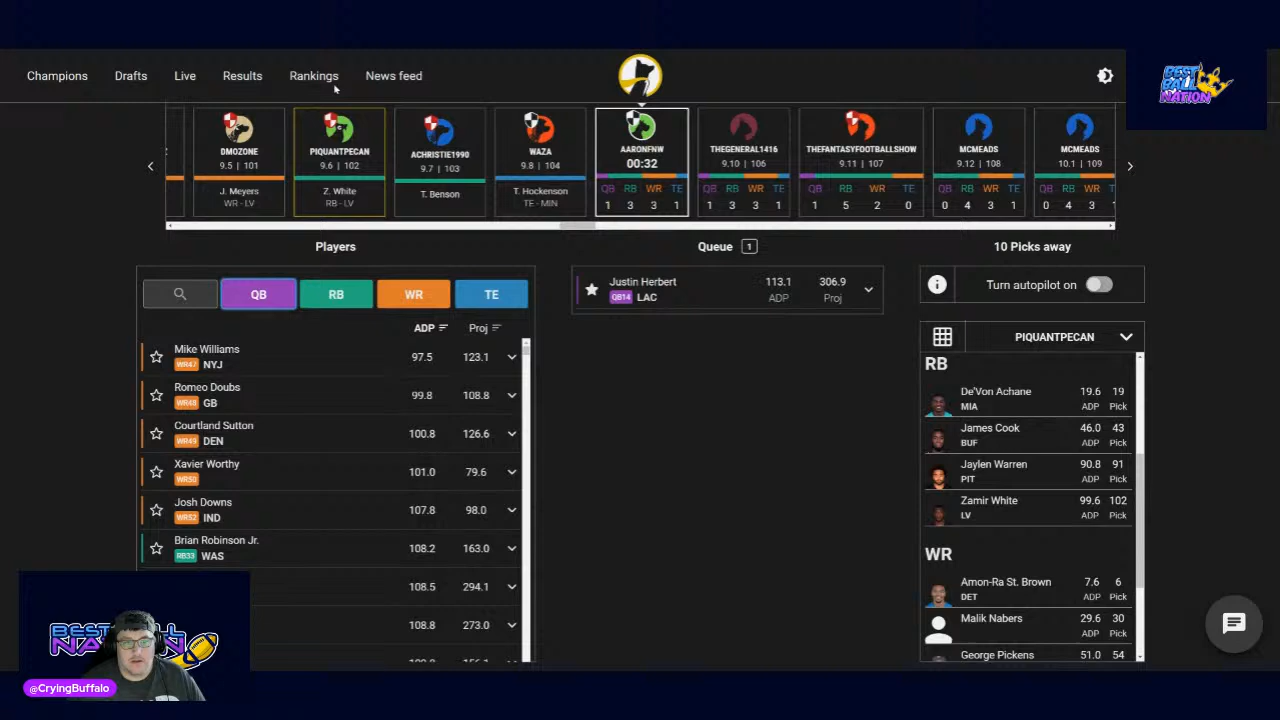 Champions
Drafts
Live
Results
Rankings
News feed
BEST BALL NATION
DMOZONE
9.5 | 101
J. Meyers
WR - LV
PIQUANTPECAN
9.6 | 102
Z. White
RB - LV
ACHRISTIE1990
9.7 | 103
T. Benson
WAZA
9.8 | 104
T. Hockenson
TE - MIN
AARONFNW
00:32
QB RB WR TE
1 3 3 1
THEGENERAL1416
9.10 | 106
QB RB WR TE
1 3 3 1
THEFANTASYFOOTBALLSHOW
9.11 | 107
QB RB WR TE
1 5 2 0
MCMEADS
9.12 | 108
QB RB WR TE
0 4 3 1
MCMEADS
10.1 | 109
QB RB WR
0 4 3
Players
Queue 1
10 Picks away
QB RB WR TE
ADP Proj
Mike Williams
WR47 NYJ
97.5 123.1
Romeo Doubs
WR48 GB
99.8 108.8
Courtland Sutton
WR49 DEN
100.8 126.6
Xavier Worthy
WR50
101.0 79.6
Josh Downs
WR52 IND
107.8 98.0
Brian Robinson Jr.
RB33 WAS
108.2 163.0
108.5 294.1
108.8 273.0
Justin Herbert
QB14 LAC
113.1 306.9
ADP Proj
Turn autopilot on
PIQUANTPECAN
RB
De'Von Achane 19.6 19
MIA ADP Pick
James Cook 46.0 43
BUF ADP Pick
Jaylen Warren 90.8 91
PIT ADP Pick
Zamir White 99.6 102
LV ADP Pick
WR
Amon-Ra St. Brown 7.6 6
DET ADP Pick
Malik Nabers 29.6 30
ADP Pick
George Pickens 51.0 54
BEST BALL
NATION
@CryingBuffalo